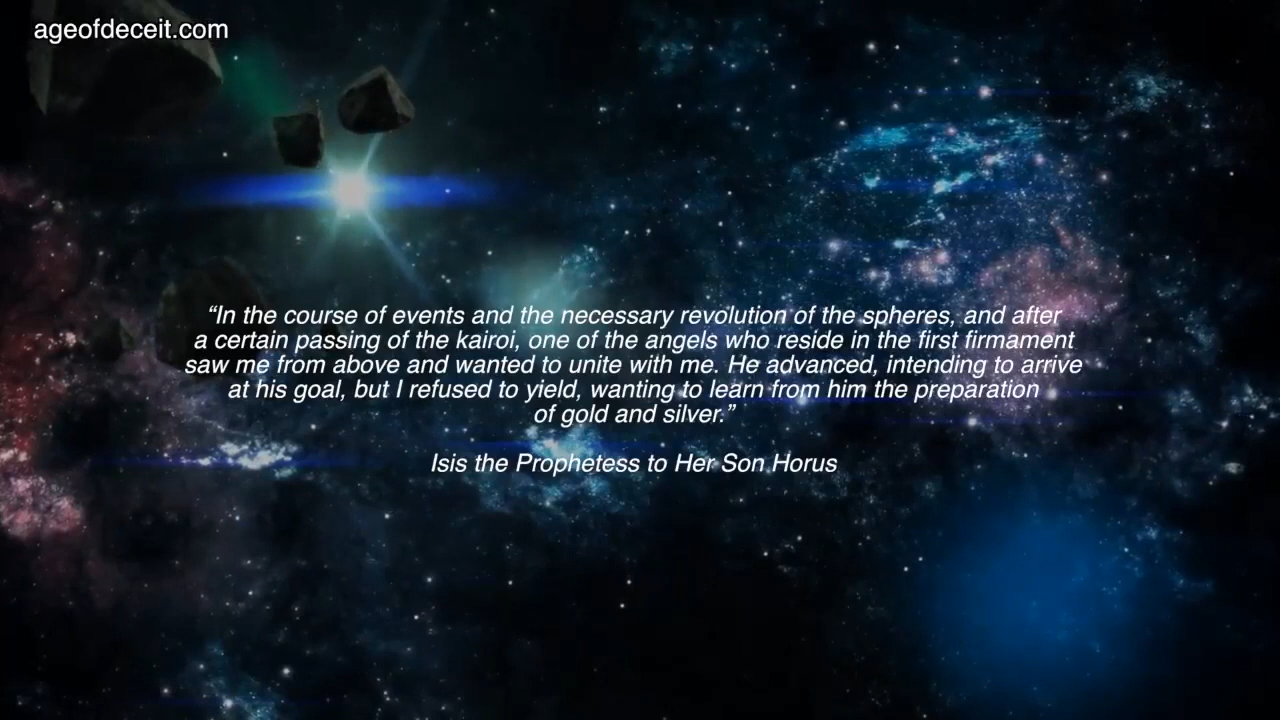 ageofdeceit.com
“In the course of events and the necessary revolution of the spheres, and after
a certain passing of the kairoi, one of the angels who reside in the first firmament
saw me from above and wanted to unite with me. He advanced, intending to arrive
at his goal, but I refused to yield, wanting to learn from him the preparation
of gold and silver.”
Isis the Prophetess to Her Son Horus